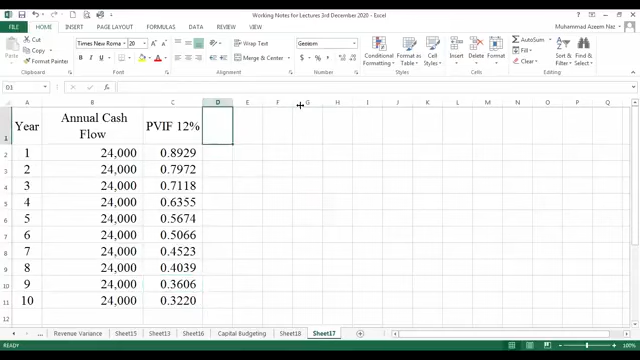 Working Notes for Lectures 3rd December 2020 - Excel
FILE HOME INSERT PAGE LAYOUT FORMULAS DATA REVIEW VIEW
Muhammad Azeem Naz
Cut
Copy
Format Painter
Paste
Clipboard
Times New Roma 20
B I U
Font
Wrap Text
Merge & Center
Alignment
Custom
$ % ,
Number
Conditional Formatting
Format as Table
Cell Styles
Styles
Insert Delete Format
Cells
AutoSum
Fill
Clear
Sort & Filter
Find & Select
Editing
D1
A B C D E F G H I J K L M N O P Q
1 Year Annual Cash Flow PVIF 12%
2 1 24,000 0.8929
3 2 24,000 0.7972
4 3 24,000 0.7118
5 4 24,000 0.6355
6 5 24,000 0.5674
7 6 24,000 0.5066
8 7 24,000 0.4523
9 8 24,000 0.4039
10 9 24,000 0.3606
11 10 24,000 0.3220
12
... Revenue Variance Sheet15 Sheet13 Sheet16 Capital Budgeting Sheet18 Sheet17
READY
100%